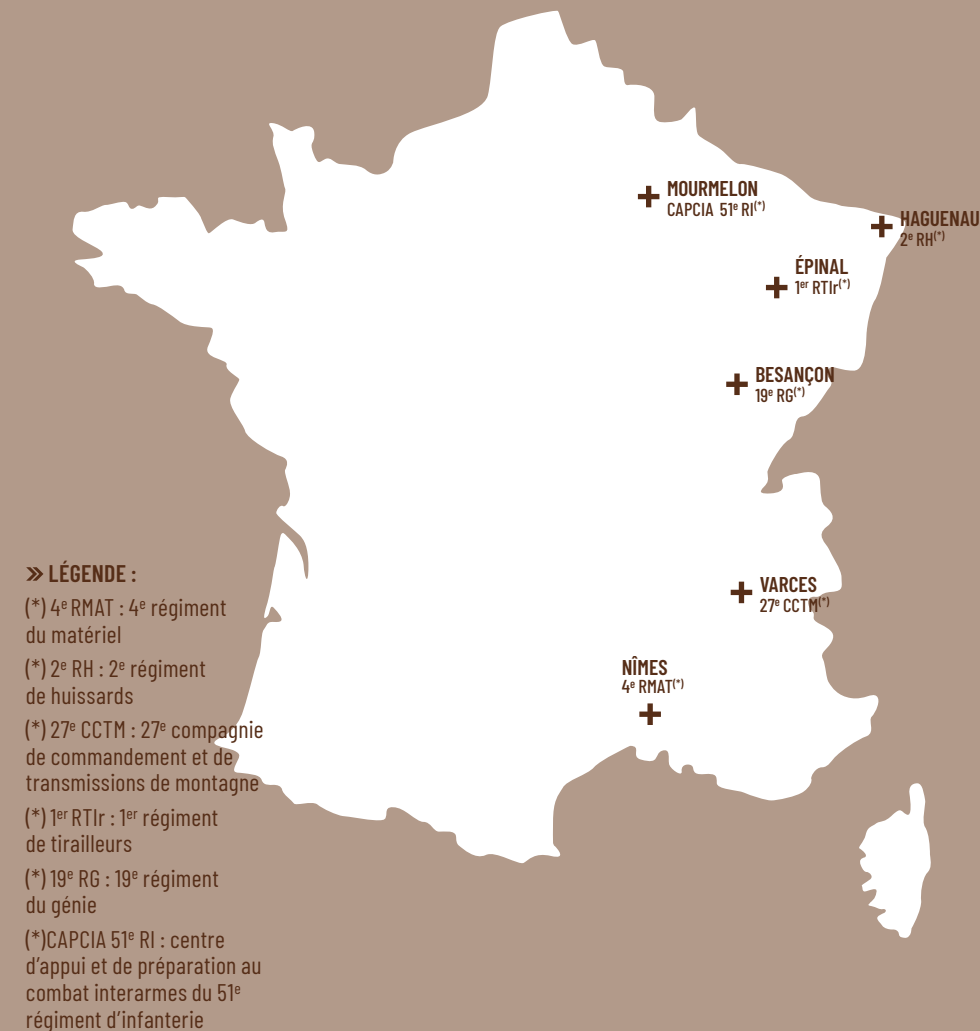 MOURMELON
CAPCIA 51e RI(*)
HAGUENAU
2e RH(*)
ÉPINAL
1er RTIr(*)
BESANÇON
19e RG(*)
VARCES
27e CCTM(*)
NÎMES
4e RMAT(*)
» LÉGENDE :
(*) 4e RMAT : 4e régiment
du matériel
(*) 2e RH : 2e régiment
de huissards
(*) 27e CCTM : 27e compagnie
de commandement et de
transmissions de montagne
(*) 1er RTIr : 1er régiment
de tirailleurs
(*) 19e RG : 19e régiment
du génie
(*)CAPCIA 51e RI : centre
d'appui et de préparation au
combat interarmes du 51e
régiment d'infanterie